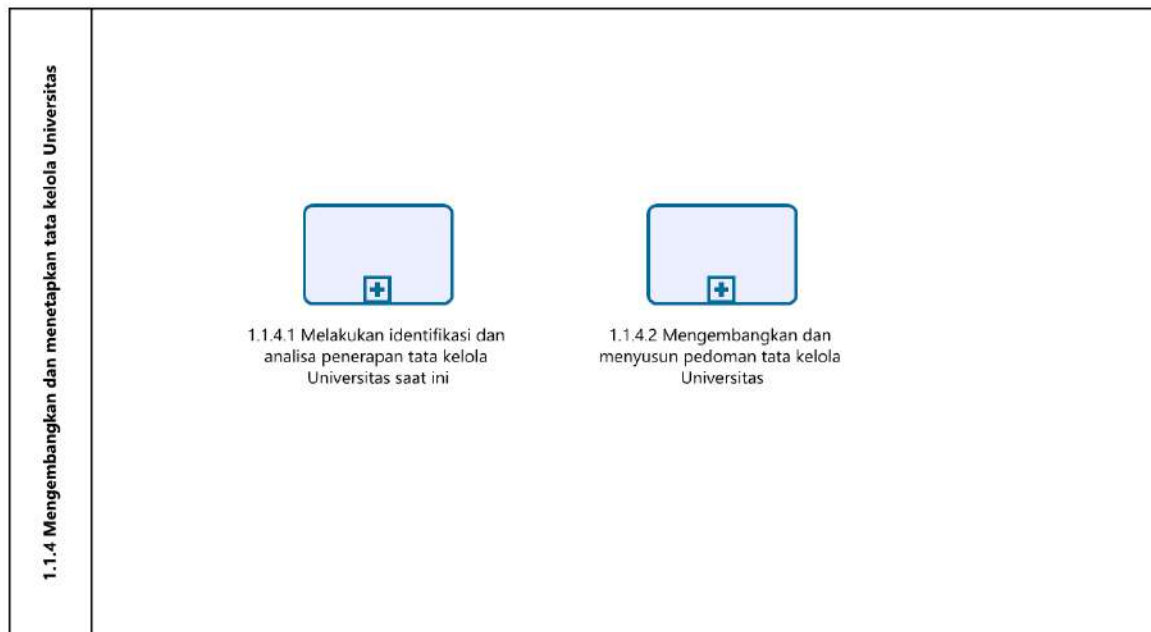 1.1.4 Mengembangkan dan menetapkan tata kelola Universitas
1.1.4.1 Melakukan identifikasi dan
analisa penerapan tata kelola
Universitas saat ini
1.1.4.2 Mengembangkan dan
menyusun pedoman tata kelola
Universitas